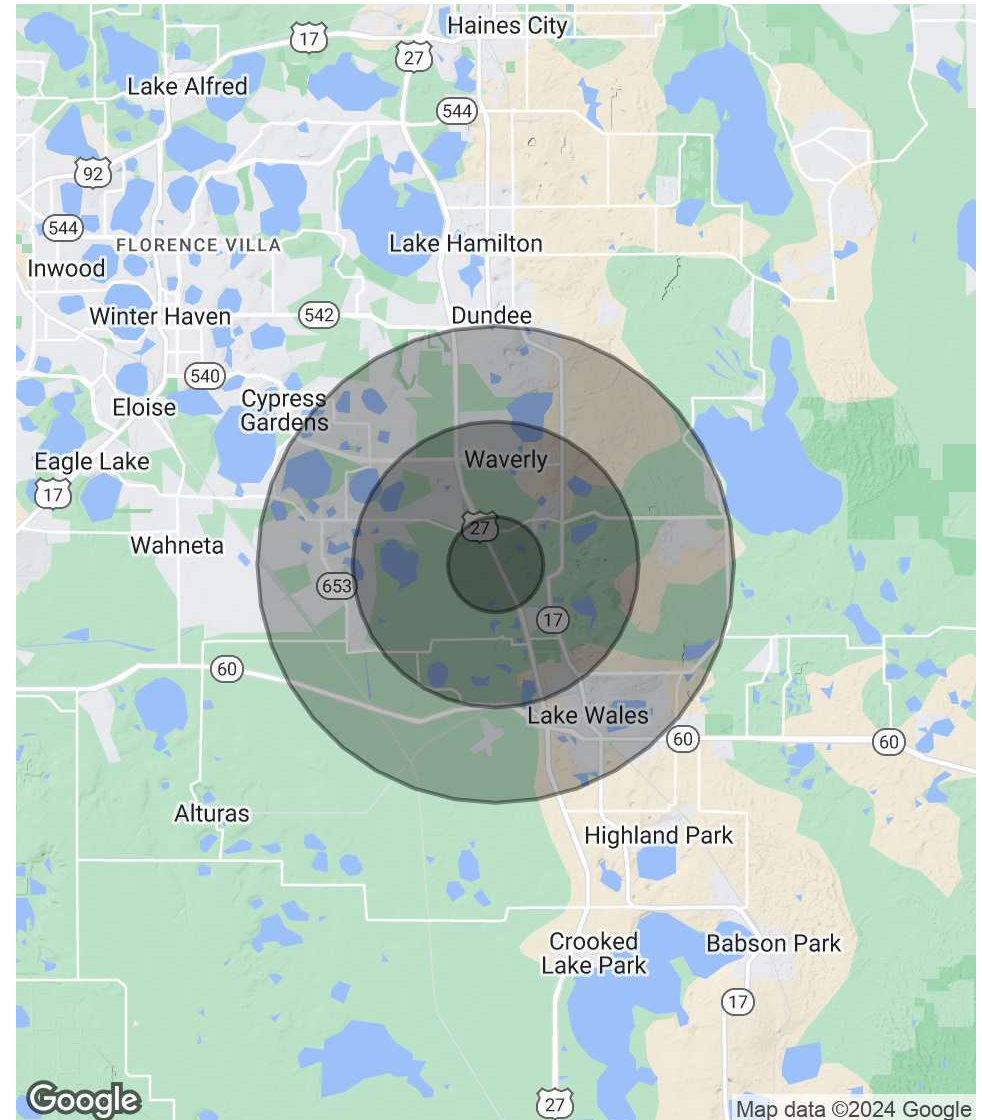 Haines City
17
27
Lake Alfred
544
92
544
FLORENCE VILLA
Lake Hamilton
Inwood
Winter Haven
542
Dundee
540
Cypress
Gardens
Eloise
Eagle Lake
Waverly
17
27
Wahneta
653
17
60
Lake Wales
60
60
Alturas
Highland Park
Crooked
Lake Park
Babson Park
17
27
Google
Map data ©2024 Google